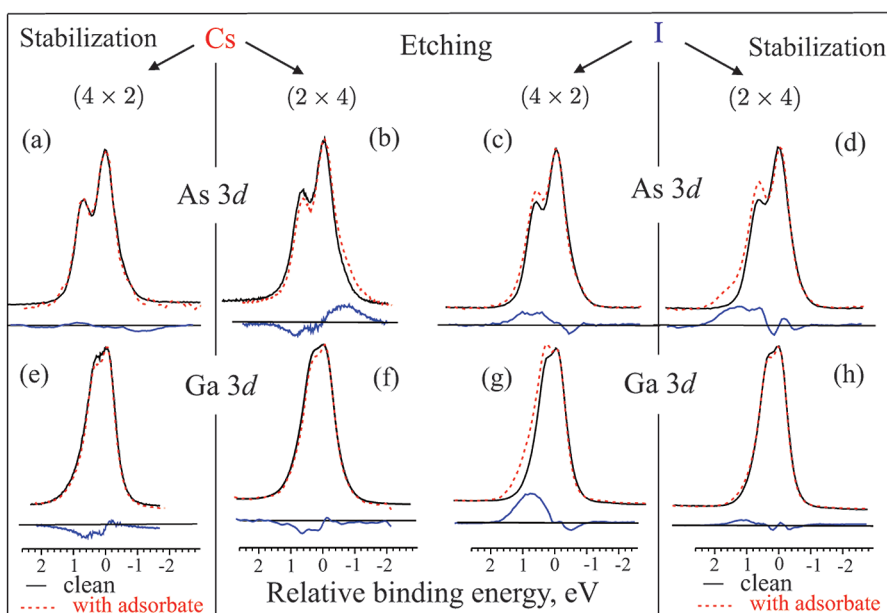 Stabilization Cs Etching I Stabilization
(4 × 2) (2 × 4) (4 × 2) (2 × 4)
(a) (b) (c) (d)
As 3d As 3d
(e) (f) (g) (h)
Ga 3d Ga 3d
2 1 0 -1 -2 2 1 0 -1 -2 2 1 0 -1 -2 2 1 0 -1 -2
clean Relative binding energy, eV clean
with adsorbate with adsorbate